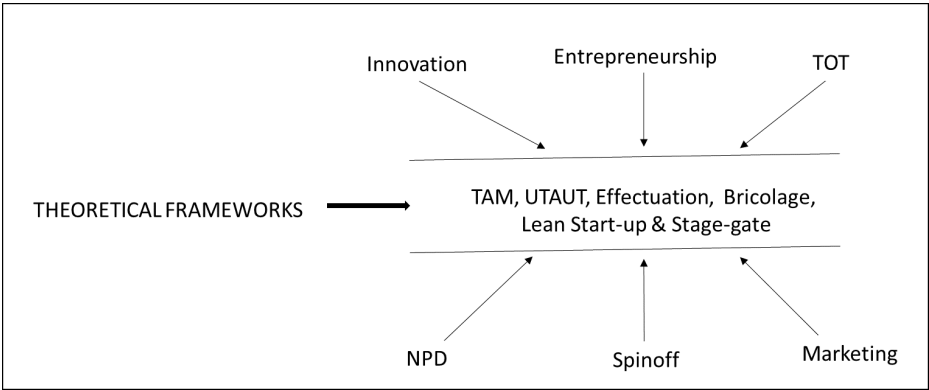 Innovation
Entrepreneurship
TOT
THEORETICAL FRAMEWORKS
TAM, UTAUT, Effectuation, Bricolage,
Lean Start-up & Stage-gate
NPD
Spinoff
Marketing